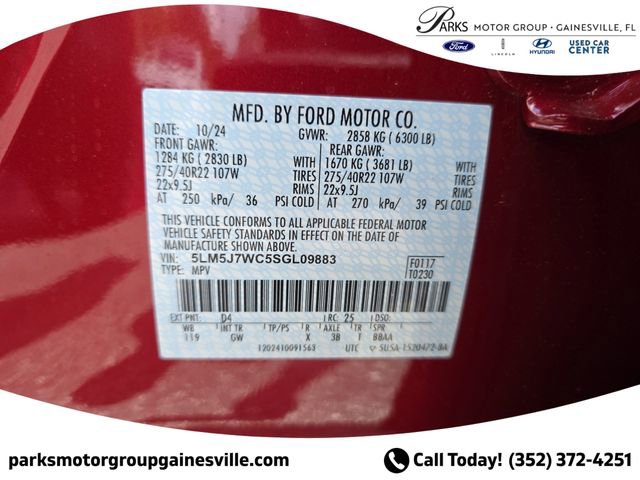 PARKS MOTOR GROUP - GAINESVILLE, FL
Ford LINCOLN HYUNDAI USED CAR CENTER
MFD. BY FORD MOTOR CO.
DATE: 10/24 GVWR: 2858 KG ( 6300 LB)
FRONT GAWR: REAR GAWR:
1284 KG ( 2830 LB) WITH 1670 KG ( 3681 LB) WITH
275/40R22 107W TIRES 275/40R22 107W TIRES
22x9.5J RIMS 22x9.5J RIMS
AT 250 kPa/ 36 PSI COLD AT 270 kPa/ 39 PSI COLD
THIS VEHICLE CONFORMS TO ALL APPLICABLE FEDERAL MOTOR
VEHICLE SAFETY STANDARDS IN EFFECT ON THE DATE OF
MANUFACTURE SHOWN ABOVE.
VIN: 5LM5J7WC5SGL09883 F0117
TYPE: MPV T0230
EXT PNT: D4 RC: 25 DSO:
WB INT TR TP/PS R AXLE TR SPR
119 GW X 3B T BBAA
1202410091563 UTC 5USA-1520472-BA
parksmotorgroupgainesville.com Call Today! (352) 372-4251